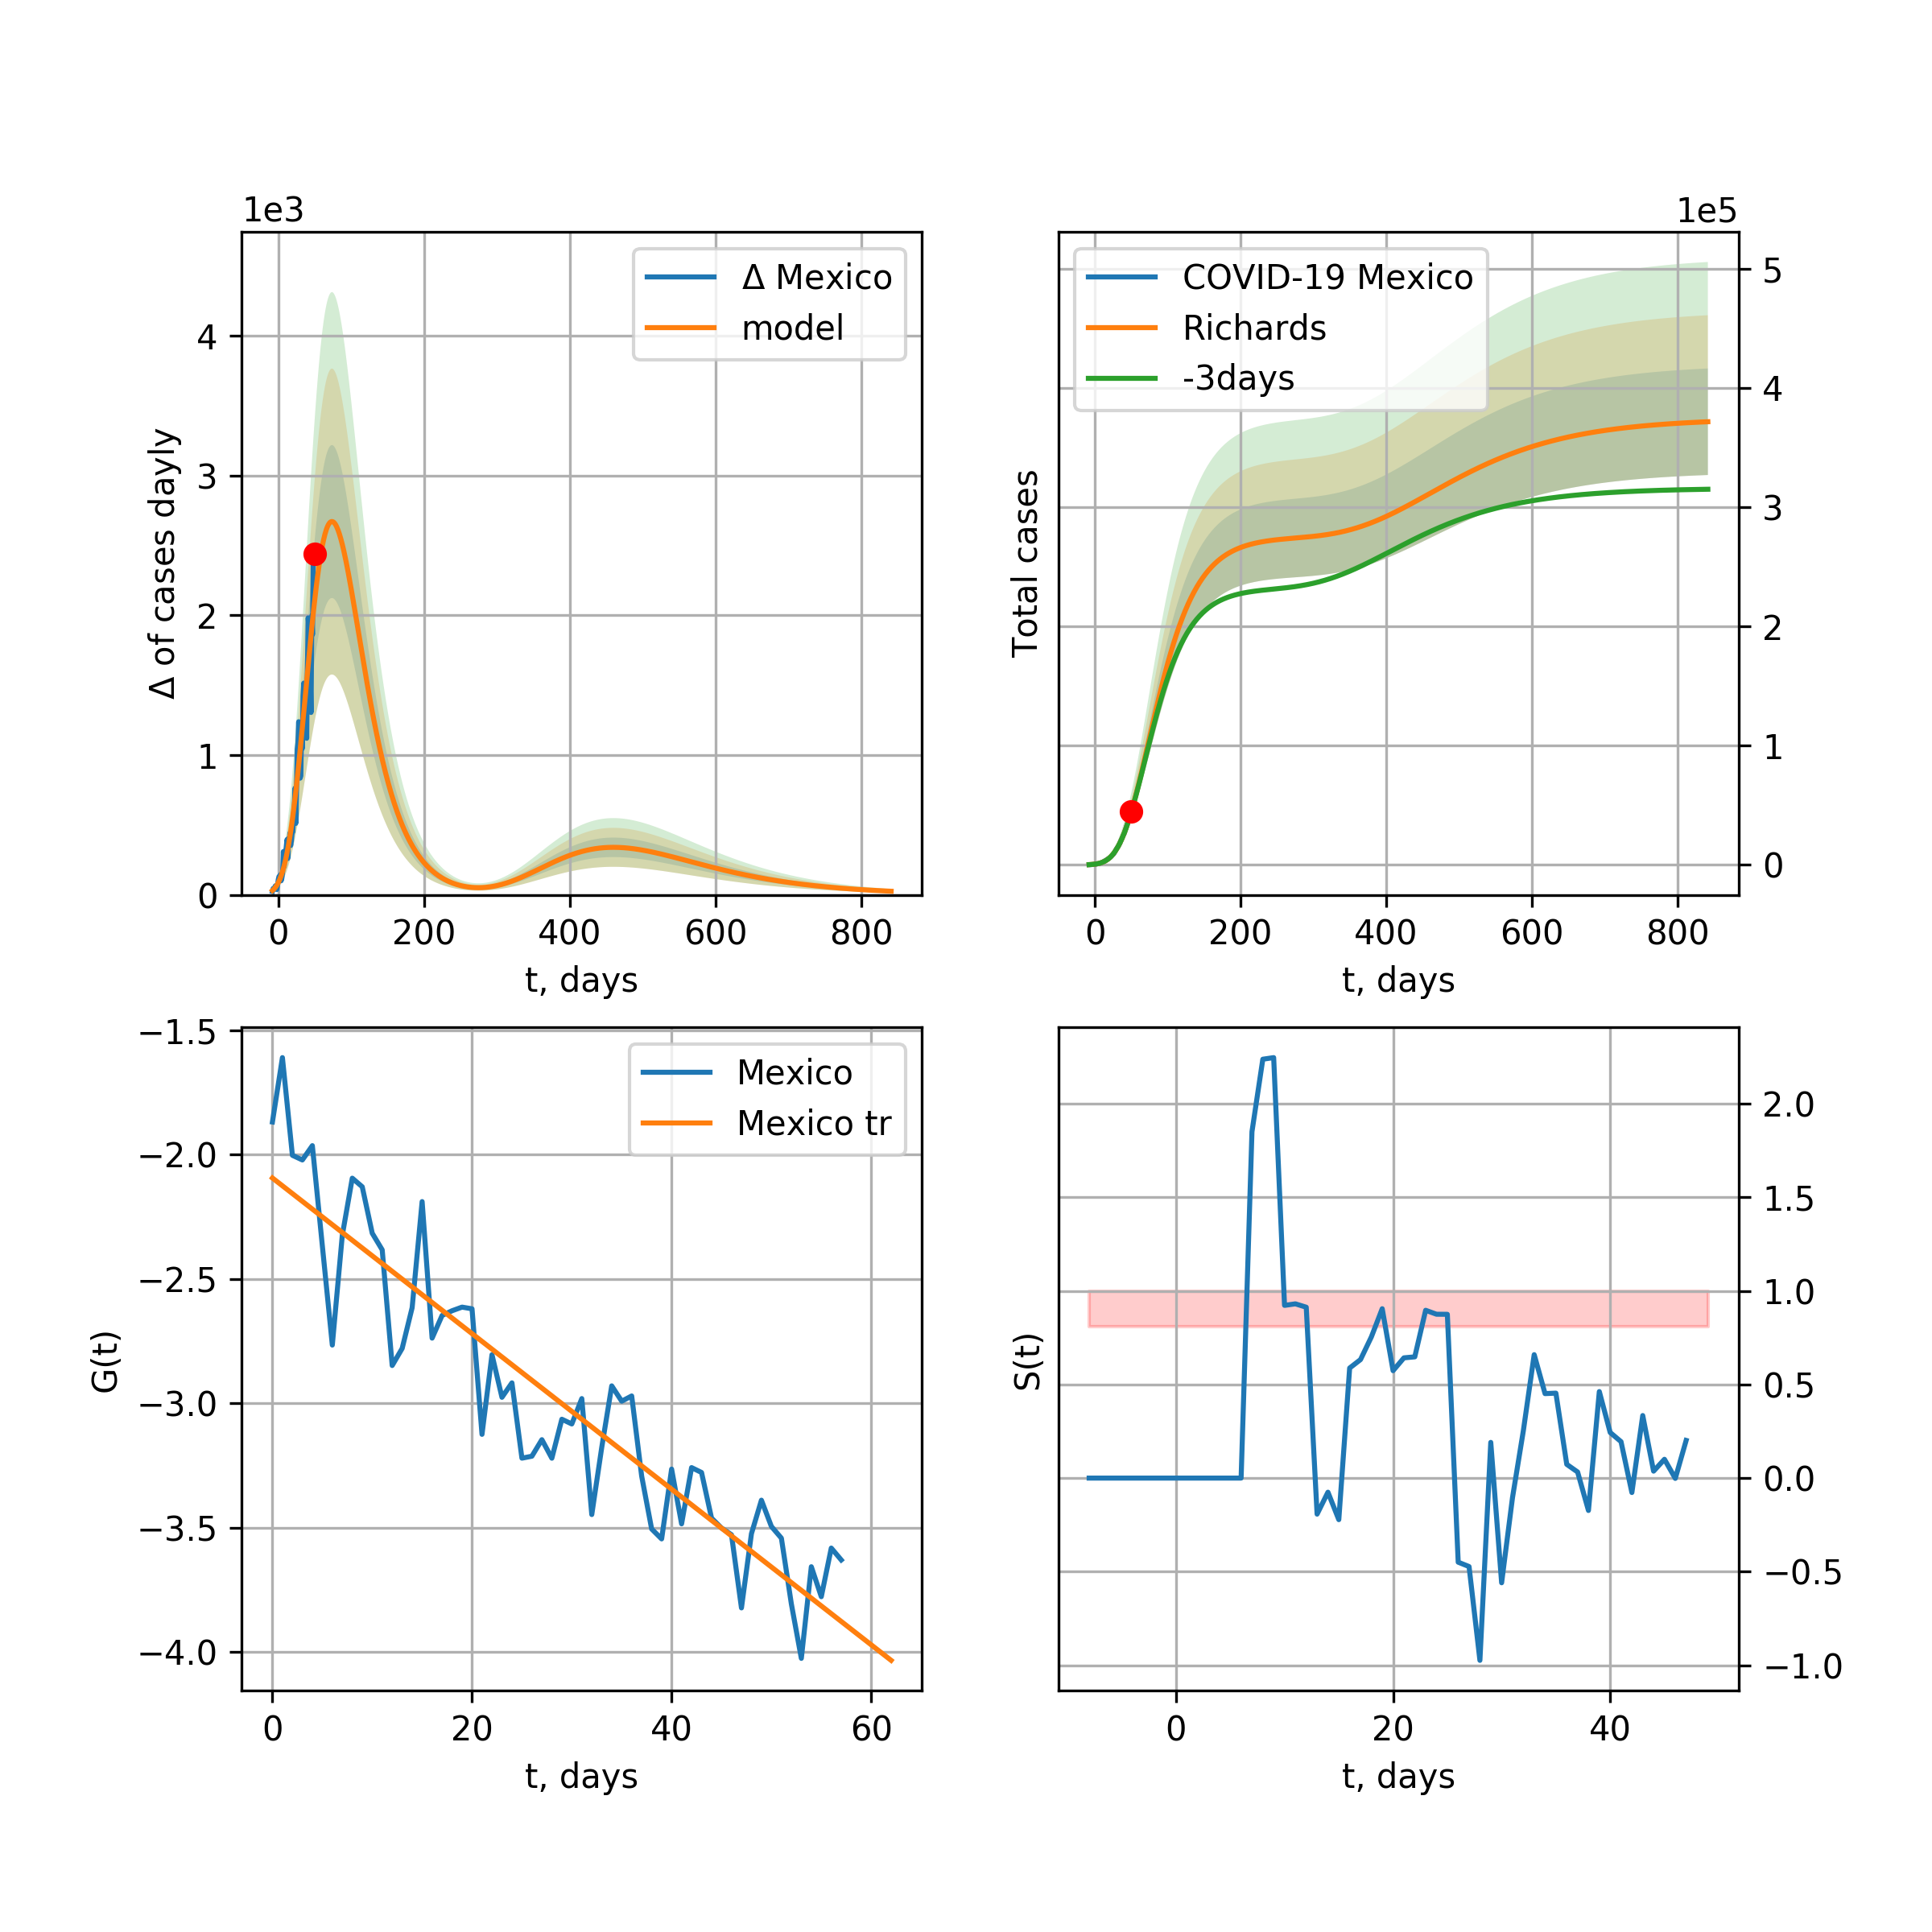 1e3
Δ Mexico
model
4
3
2
1
0
Δ of cases dayly
0 200 400 600 800
t, days
1e5
COVID-19 Mexico
Richards
-3days
5
4
3
2
1
0
Total cases
0 200 400 600 800
t, days
Mexico
Mexico tr
−1.5
−2.0
−2.5
−3.0
−3.5
−4.0
G(t)
0 20 40 60
t, days
2.0
1.5
1.0
0.5
0.0
−0.5
−1.0
S(t)
0 20 40
t, days